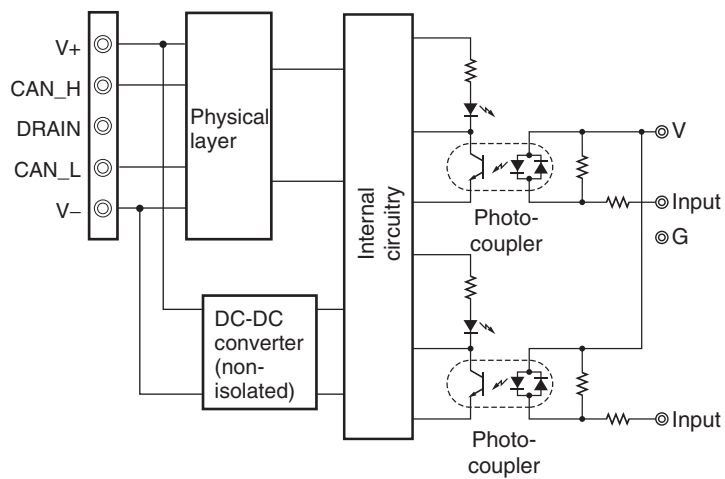 V+
CAN_H
DRAIN
CAN_L
V−
Physical
layer
DC-DC
converter
(non-
isolated)
Internal
circuitry
Photo-
coupler
V
Input
G
Photo-
coupler
Input